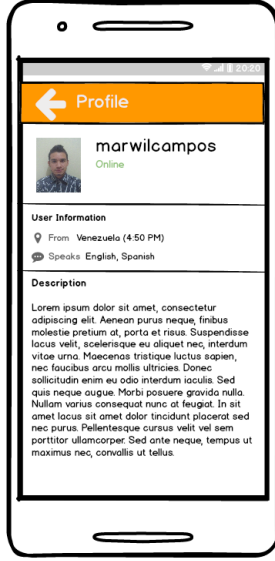 20:20
Profile
marwilcampos
Online
User Information
From Venezuela (4:50 PM)
Speaks English, Spanish
Description
Lorem ipsum dolor sit amet, consectetur
adipiscing elit. Aenean purus neque, finibus
molestie pretium at, porta et risus. Suspendisse
lacus velit, scelerisque eu aliquet nec, interdum
vitae urna. Maecenas tristique luctus sapien,
nec faucibus arcu mollis ultricies. Donec
sollicitudin enim eu odio interdum iaculis. Sed
quis neque augue. Morbi posuere gravida nulla.
Nullam varius consequat nunc at feugiat. In sit
amet lacus sit amet dolor tincidunt placerat sed
nec purus. Pellentesque cursus velit vel sem
porttitor ullamcorper. Sed ante neque, tempus ut
maximus nec, convallis ut tellus.